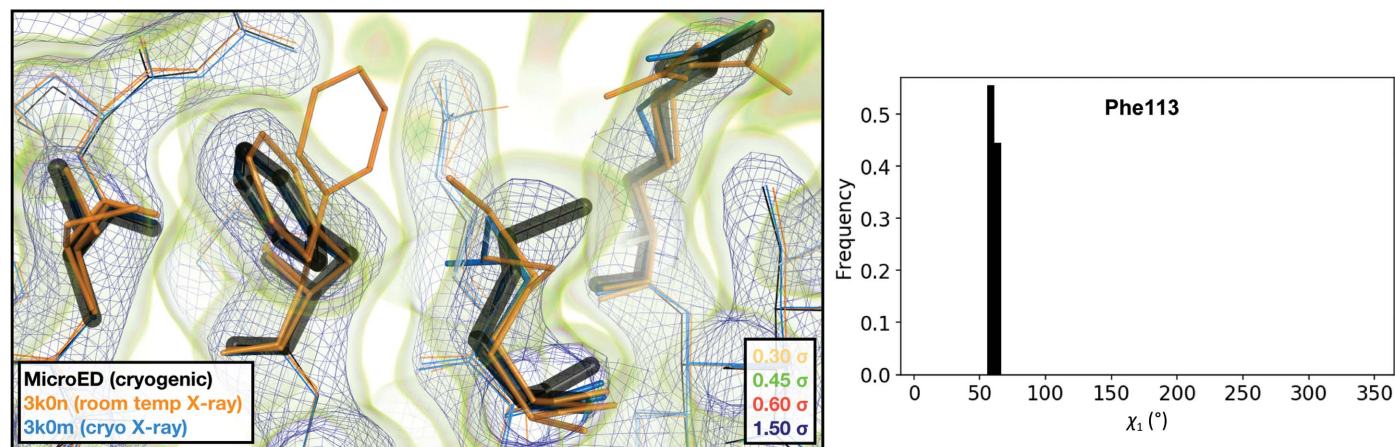 MicroED (cryogenic)
3k0n (room temp X-ray)
3k0m (cryo X-ray)
0.30 σ
0.45 σ
0.60 σ
1.50 σ
Phe113
Frequency
0.5
0.4
0.3
0.2
0.1
0.0
0 50 100 150 200 250 300 350
χ₁ (°)